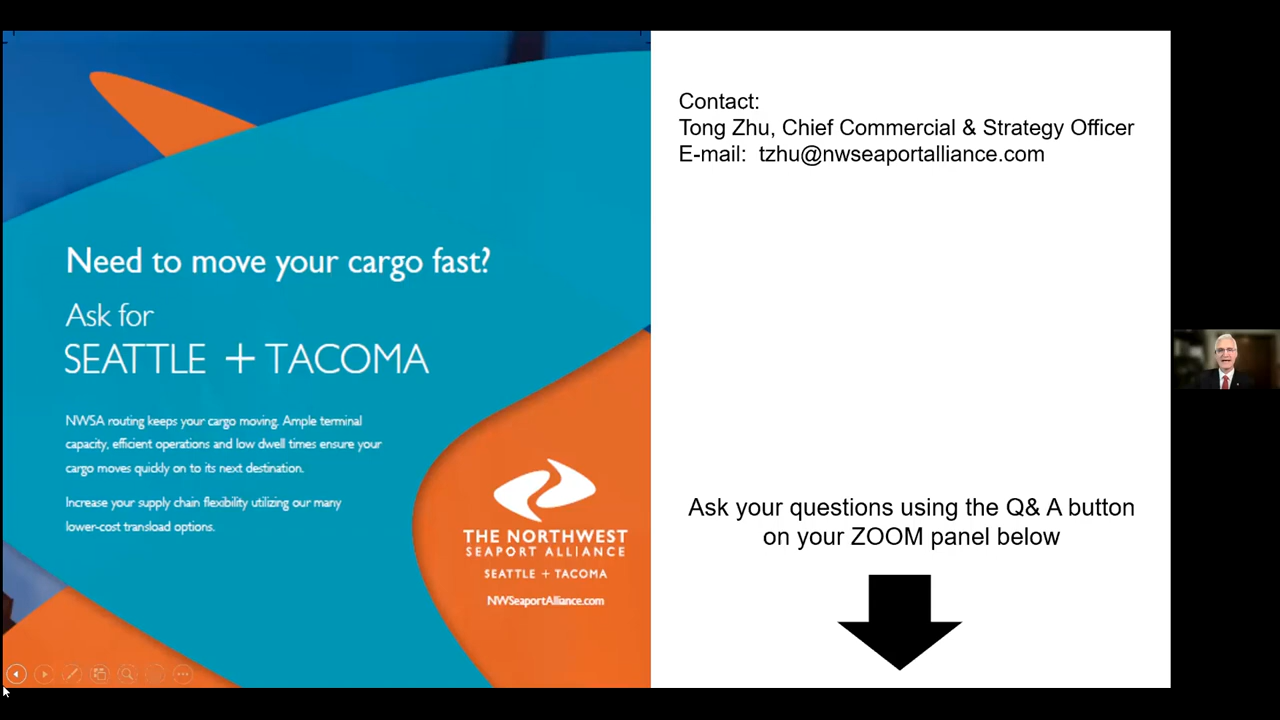 Need to move your cargo fast?
Ask for
SEATTLE + TACOMA
NWSA routing keeps your cargo moving. Ample terminal
capacity, efficient operations and low dwell times ensure your
cargo moves quickly on to its next destination.
Increase your supply chain flexibility utilizing our many
lower-cost transload options.
THE NORTHWEST
SEAPORT ALLIANCE
SEATTLE + TACOMA
NWSeaportAlliance.com
Contact:
Tong Zhu, Chief Commercial & Strategy Officer
E-mail:  tzhu@nwseaportalliance.com
Ask your questions using the Q& A button
on your ZOOM panel below